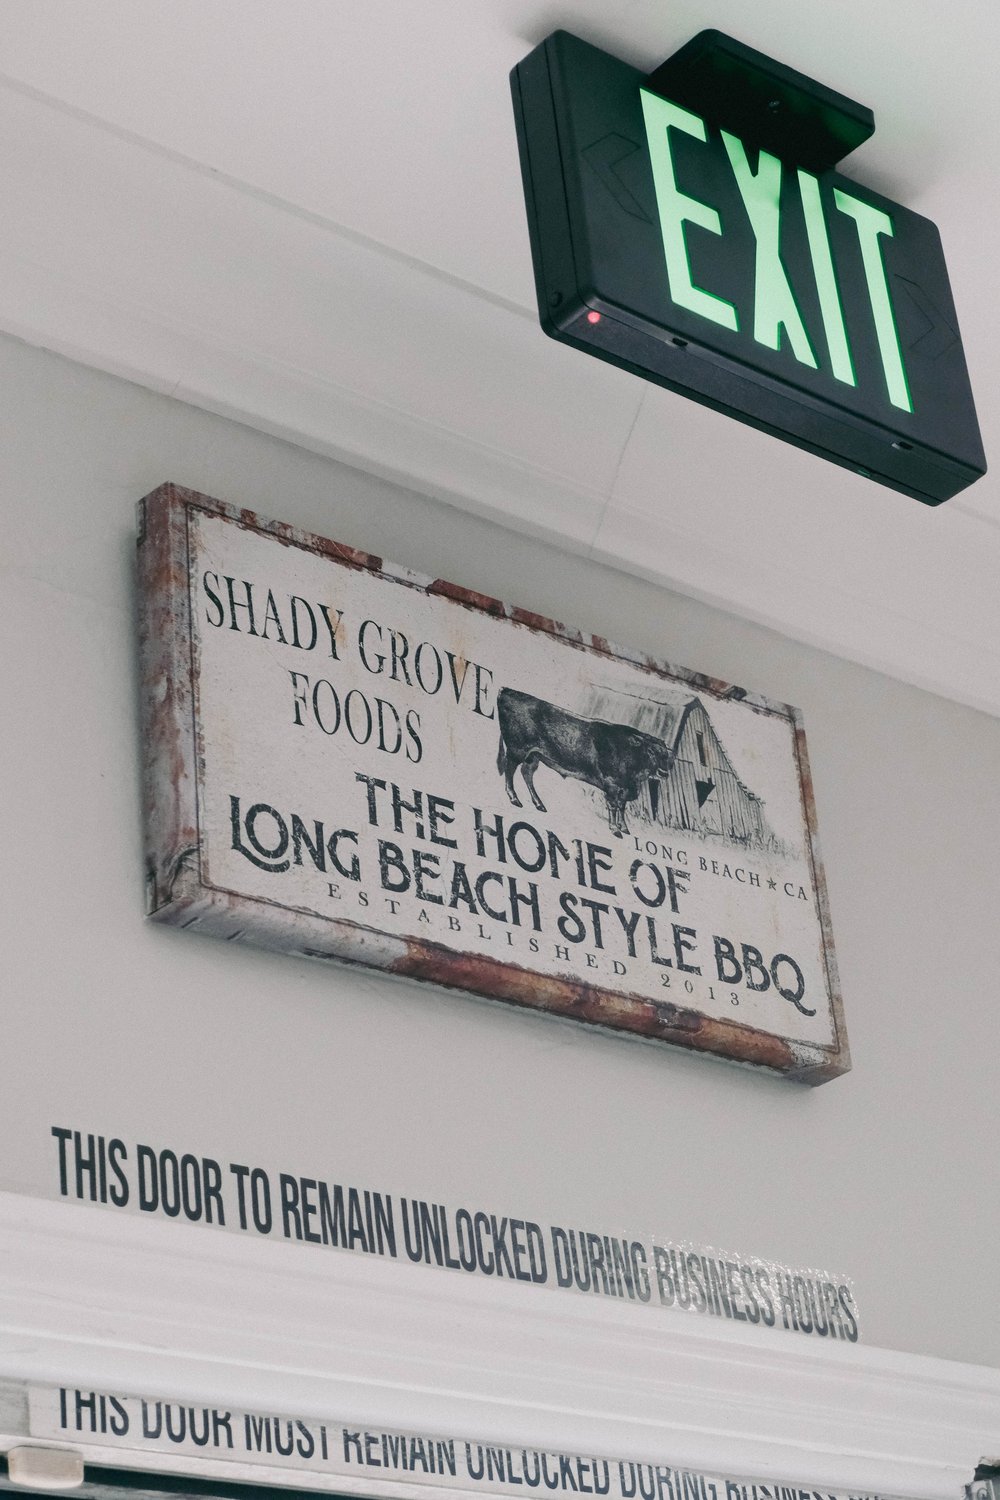 EXIT
SHADY GROVE
FOODS
LONG BEACH★CA
THE HOME OF
LONG BEACH STYLE BBQ
ESTABLISHED 2013
THIS DOOR TO REMAIN UNLOCKED DURING BUSINESS HOURS
THIS DOOR MUST REMAIN UNLOCKED DURING BUSINESS